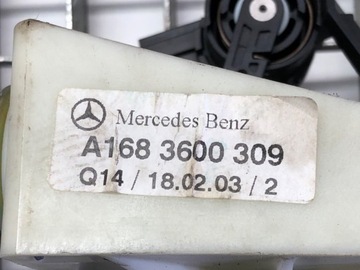 Mercedes Benz
A168 3600 309
Q14 / 18.02.03 / 2